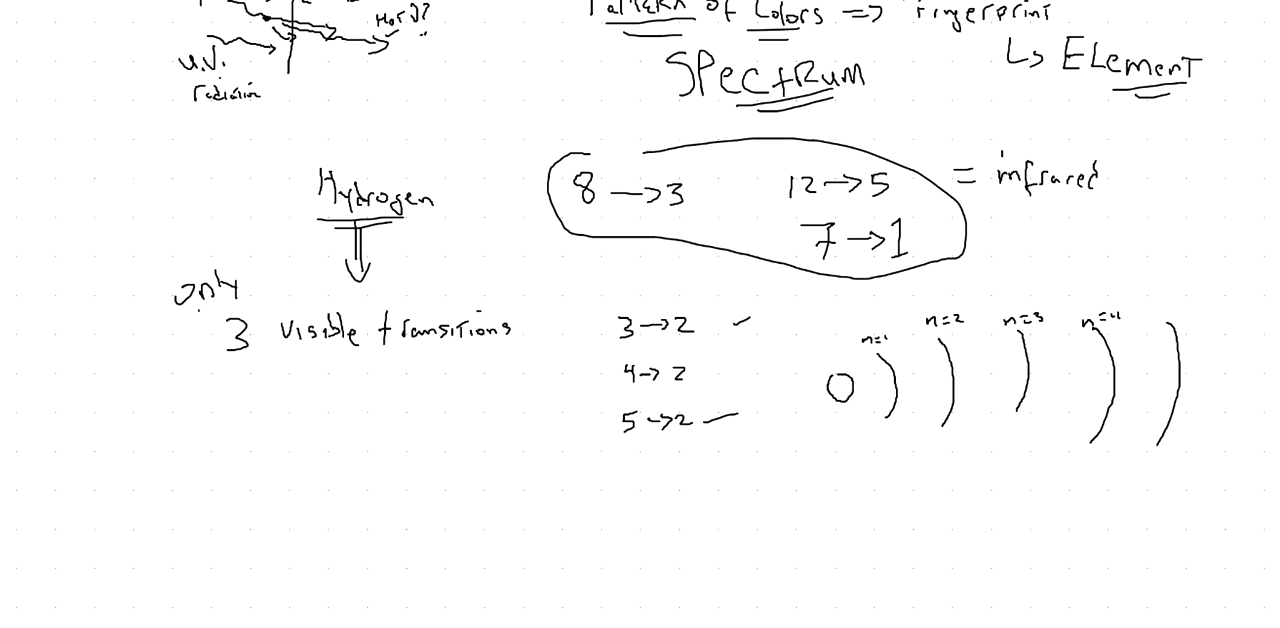 Hot??
Pattern of Colors => Fingerprint
U.V.
radiation
↳ Element
Spectrum
Hydrogen
8 → 3
12 → 5
= infrared
7 → 1
only
3 visible transitions
3 → 2 ✓
n=1 n=2 n=3 n=4
4 → 2
5 → 2 ✓